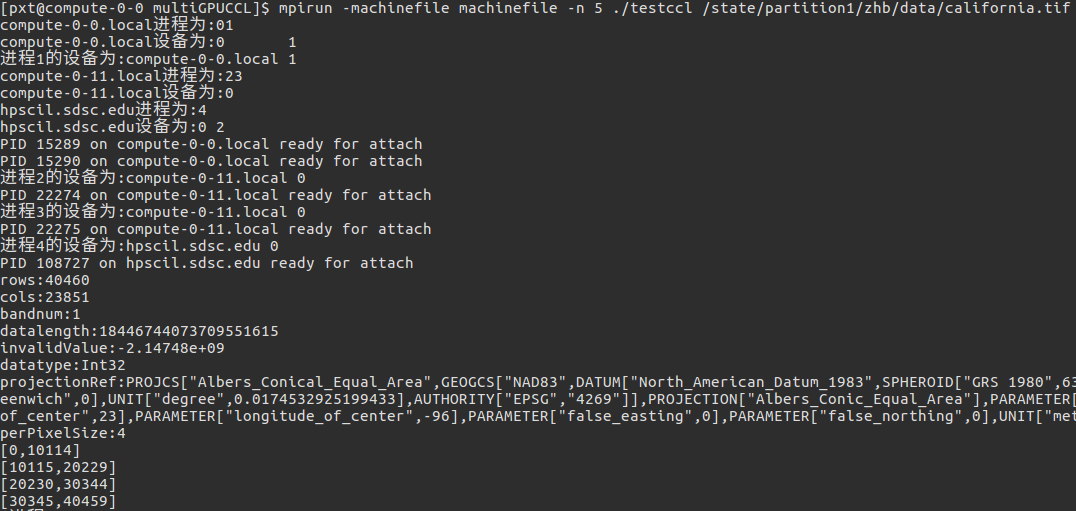 [pxt@compute-0-0 multiGPUCCL]$ mpirun -machinefile machinefile -n 5 ./testccl /state/partition1/zhb/data/california.tif
compute-0-0.local进程为:01
compute-0-0.local设备为:0 1
进程1的设备为:compute-0-0.local 1
compute-0-11.local进程为:23
compute-0-11.local设备为:0
hpscil.sdsc.edu进程为:4
hpscil.sdsc.edu设备为:0 2
PID 15289 on compute-0-0.local ready for attach
PID 15290 on compute-0-0.local ready for attach
进程2的设备为:compute-0-11.local 0
PID 22274 on compute-0-11.local ready for attach
进程3的设备为:compute-0-11.local 0
PID 22275 on compute-0-11.local ready for attach
进程4的设备为:hpscil.sdsc.edu 0
PID 108727 on hpscil.sdsc.edu ready for attach
rows:40460
cols:23851
bandnum:1
datalength:18446744073709551615
invalidValue:-2.14748e+09
datatype:Int32
projectionRef:PROJCS["Albers_Conical_Equal_Area",GEOGCS["NAD83",DATUM["North_American_Datum_1983",SPHEROID["GRS 1980",63
eenwich",0],UNIT["degree",0.0174532925199433],AUTHORITY["EPSG","4269"]],PROJECTION["Albers_Conic_Equal_Area"],PARAMETER[
of_center",23],PARAMETER["longitude_of_center",-96],PARAMETER["false_easting",0],PARAMETER["false_northing",0],UNIT["met
perPixelSize:4
[0,10114]
[10115,20229]
[20230,30344]
[30345,40459]